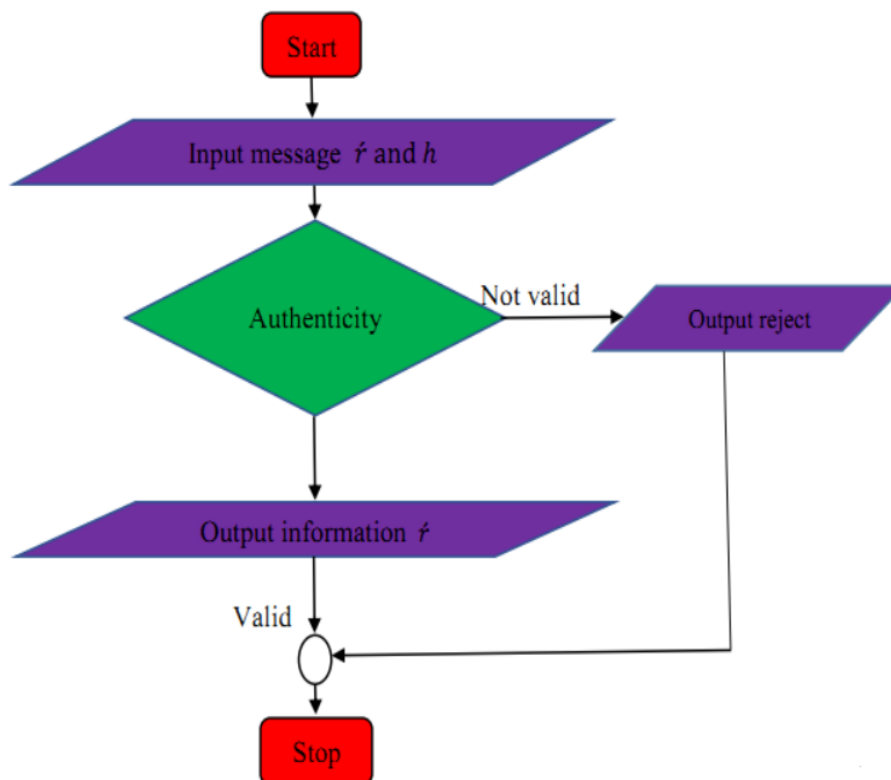 Start
Input message ŕ and h
Authenticity
Not valid
Output reject
Output information ŕ
Valid
Stop